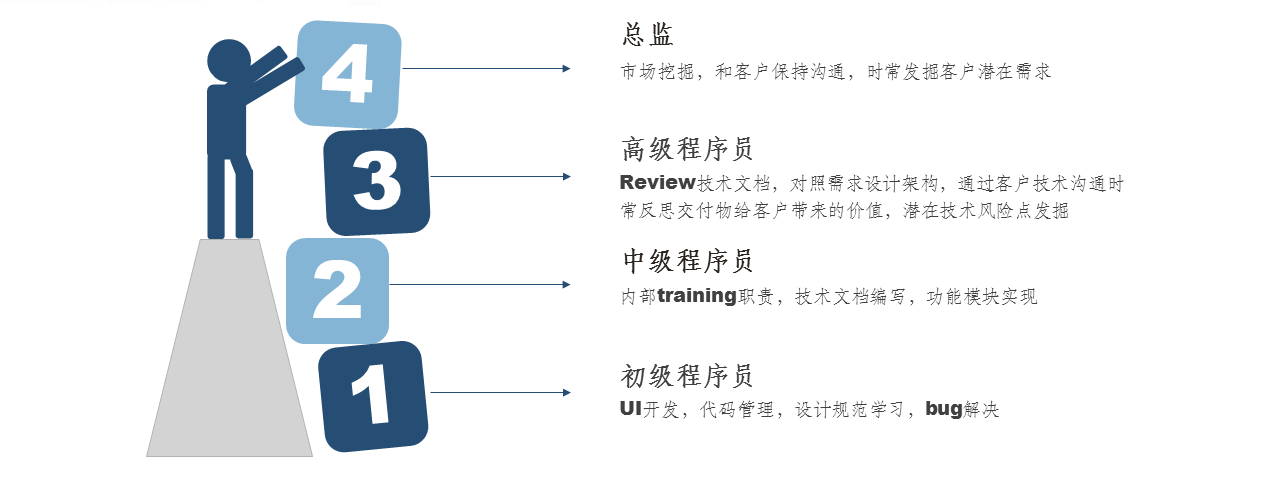 4
总监
市场挖掘，和客户保持沟通，时常发掘客户潜在需求
3
高级程序员
Review技术文档，对照需求设计架构，通过客户技术沟通时
常反思交付物给客户带来的价值，潜在技术风险点发掘
2
中级程序员
内部training职责，技术文档编写，功能模块实现
1
初级程序员
UI开发，代码管理，设计规范学习，bug解决